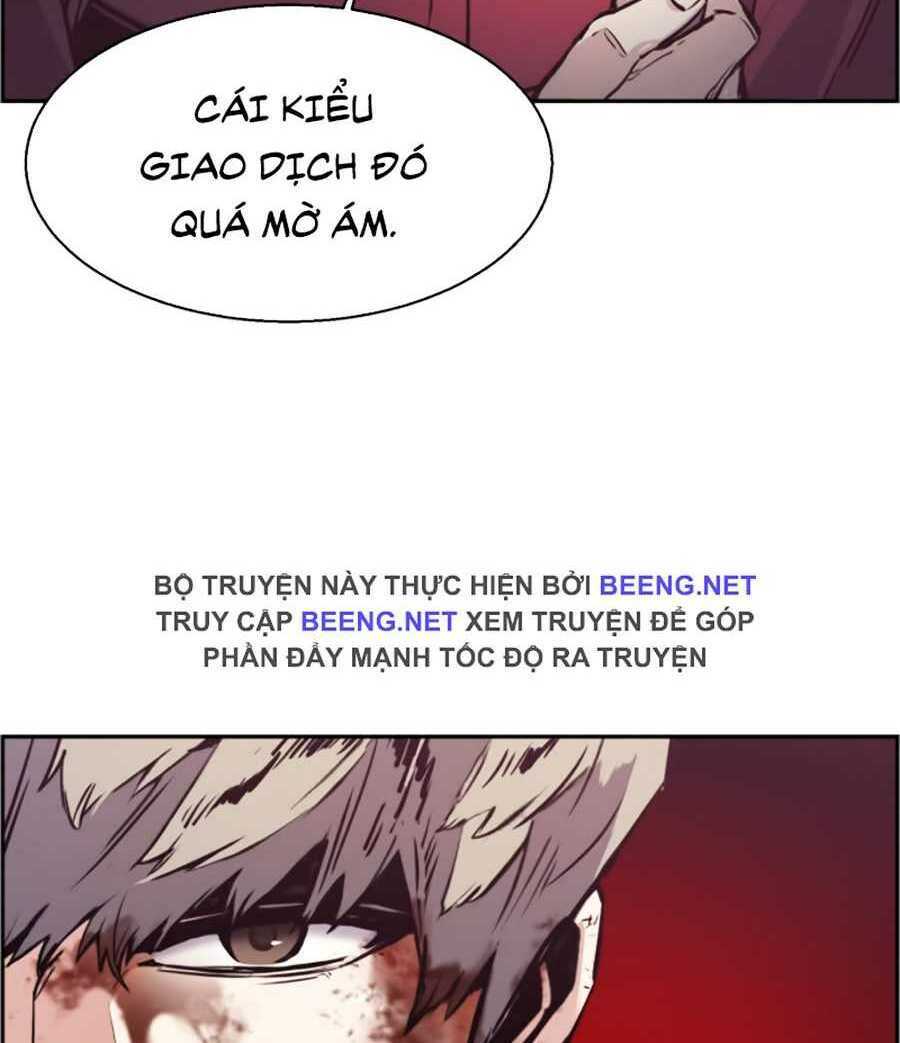 CÁI KIỂU
GIAO DỊCH ĐÓ
QUÁ MỜ ÁM.
BỘ TRUYỆN NÀY THỰC HIỆN BỞI BEENG.NET
TRUY CẬP BEENG.NET XEM TRUYỆN ĐỂ GÓP
PHẦN ĐẨY MẠNH TỐC ĐỘ RA TRUYỆN